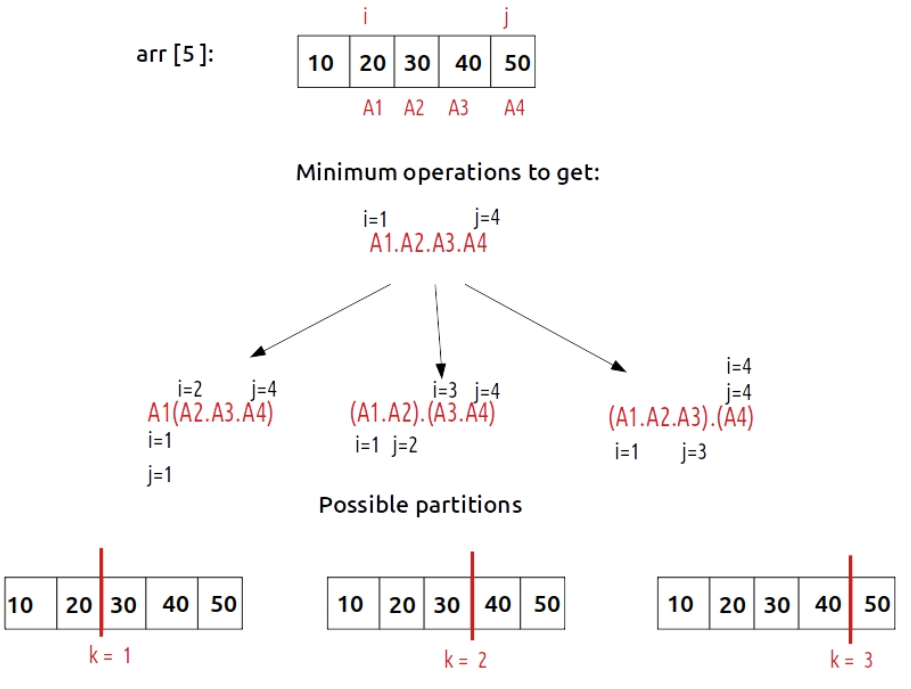 i j
arr [5]: 10 20 30 40 50
A1 A2 A3 A4
Minimum operations to get:
i=1 j=4
A1.A2.A3.A4
i=2 j=4
A1(A2.A3.A4)
i=1
j=1
i=3 j=4
(A1.A2).(A3.A4)
i=1 j=2
i=4
j=4
(A1.A2.A3).(A4)
i=1 j=3
Possible partitions
10 20 30 40 50
k = 1
10 20 30 40 50
k = 2
10 20 30 40 50
k = 3